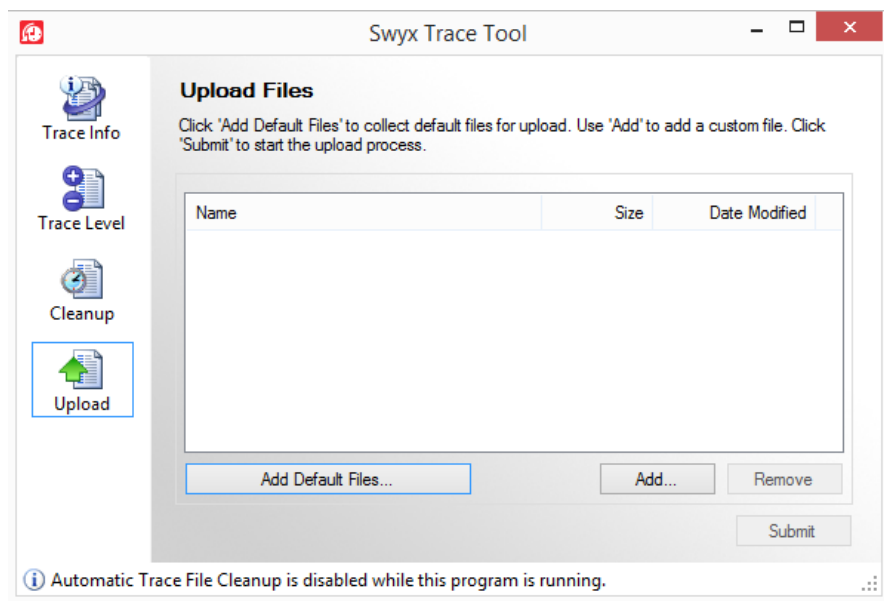 Swyx Trace Tool
Trace Info
Trace Level
Cleanup
Upload
Upload Files
Click 'Add Default Files' to collect default files for upload. Use 'Add' to add a custom file. Click
'Submit' to start the upload process.
Name Size Date Modified
Add Default Files... Add... Remove
Submit
Automatic Trace File Cleanup is disabled while this program is running.